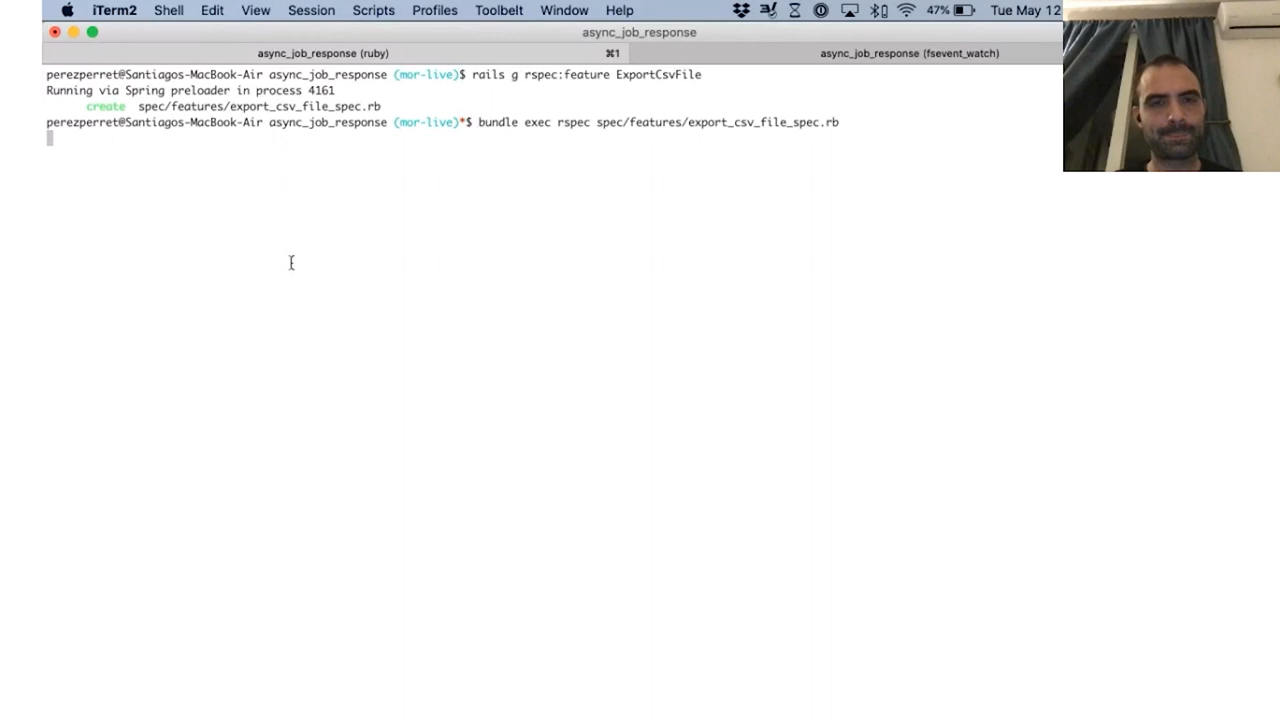 iTerm2 Shell Edit View Session Scripts Profiles Toolbelt Window Help 47% Tue May 12
async_job_response
async_job_response (ruby) ⌘1 async_job_response (fsevent_watch)
perezperret@Santiagos-MacBook-Air async_job_response (mor-live)$ rails g rspec:feature ExportCsvFile
Running via Spring preloader in process 4161
create spec/features/export_csv_file_spec.rb
perezperret@Santiagos-MacBook-Air async_job_response (mor-live)*$ bundle exec rspec spec/features/export_csv_file_spec.rb